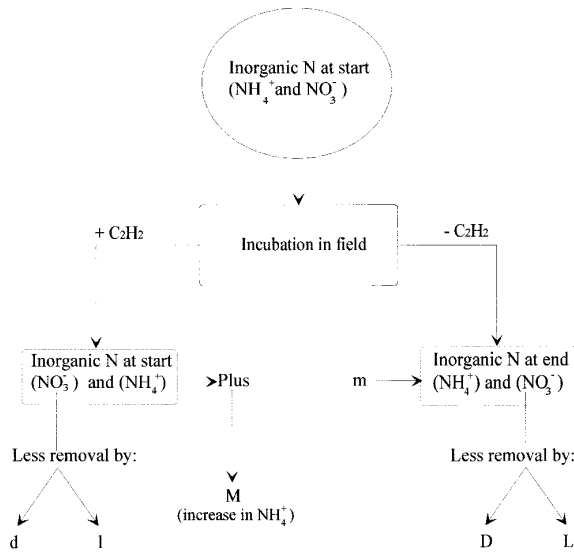 Inorganic N at start
(NH₄⁺ and NO₃⁻)
+ C2H2
Incubation in field
- C2H2
Inorganic N at start
(NO₃⁻) and (NH₄⁺)
Plus
m
Inorganic N at end
(NH₄⁺) and (NO₃⁻)
Less removal by:
M
(increase in NH₄⁺)
Less removal by:
d
l
D
L